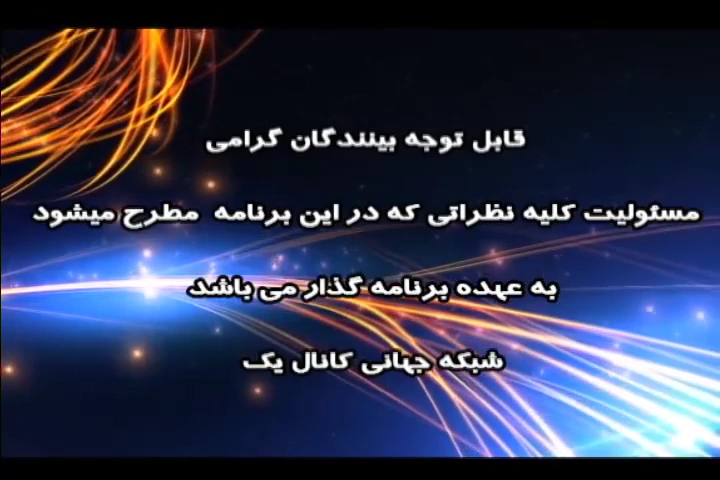 قابل توجه بینندگان گرامی
مسئولیت کلیه نظراتی که در این برنامه مطرح میشود
به عهده برنامه گذار می باشد
شبکه جهانی کانال یک